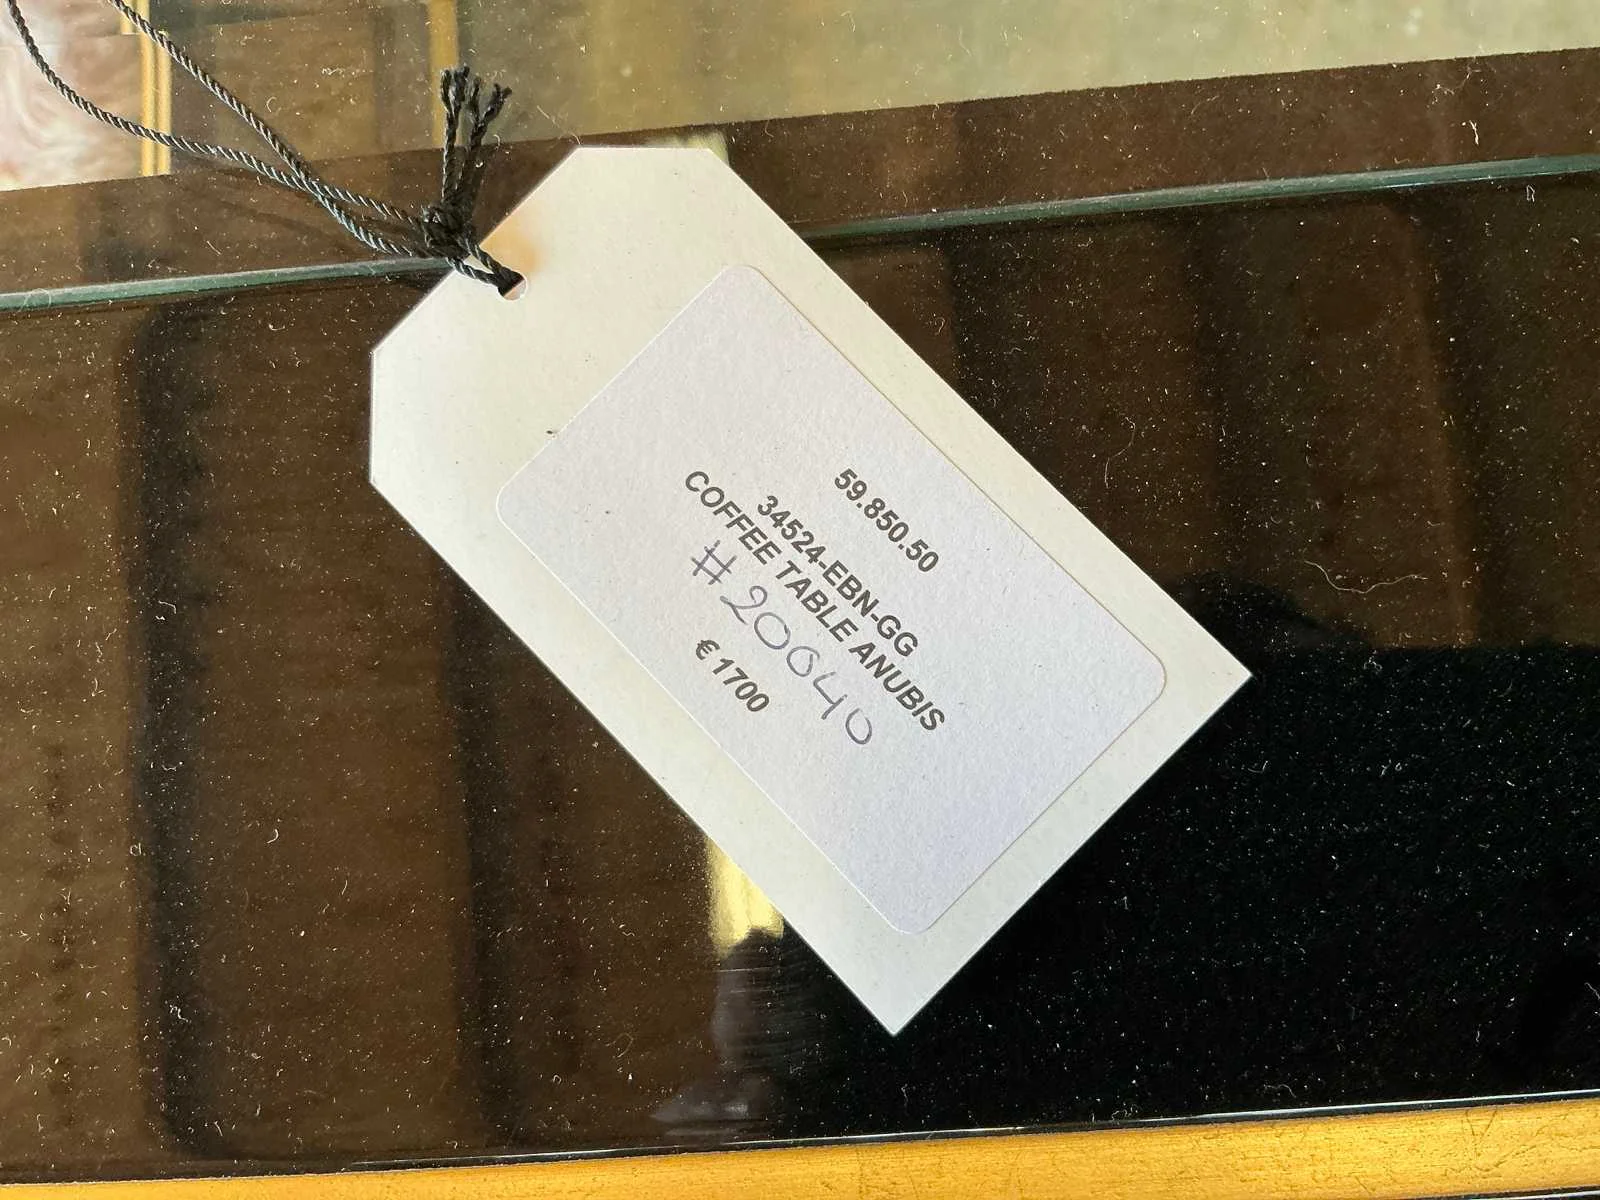 59.850.50
34524-EBN-GG
COFFEE TABLE ANUBIS
#20040
€ 1700